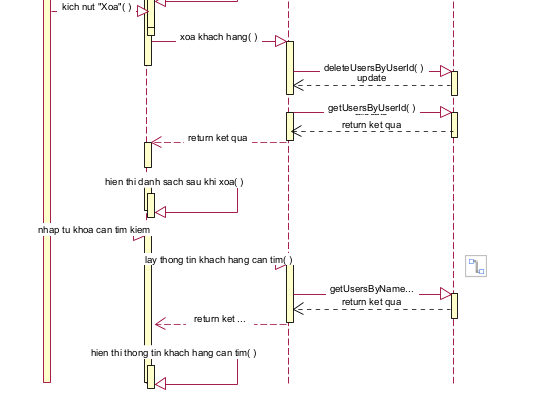 kich nut "Xoa"( )
xoa khach hang( )
deleteUsersByUserId( )
update
getUsersByUserId( )
return ket qua
return ket qua
hien thi danh sach sau khi xoa( )
nhap tu khoa can tim kiem
lay thong tin khach hang can tim( )
getUsersByName...
return ket qua
return ket ...
hien thi thong tin khach hang can tim( )